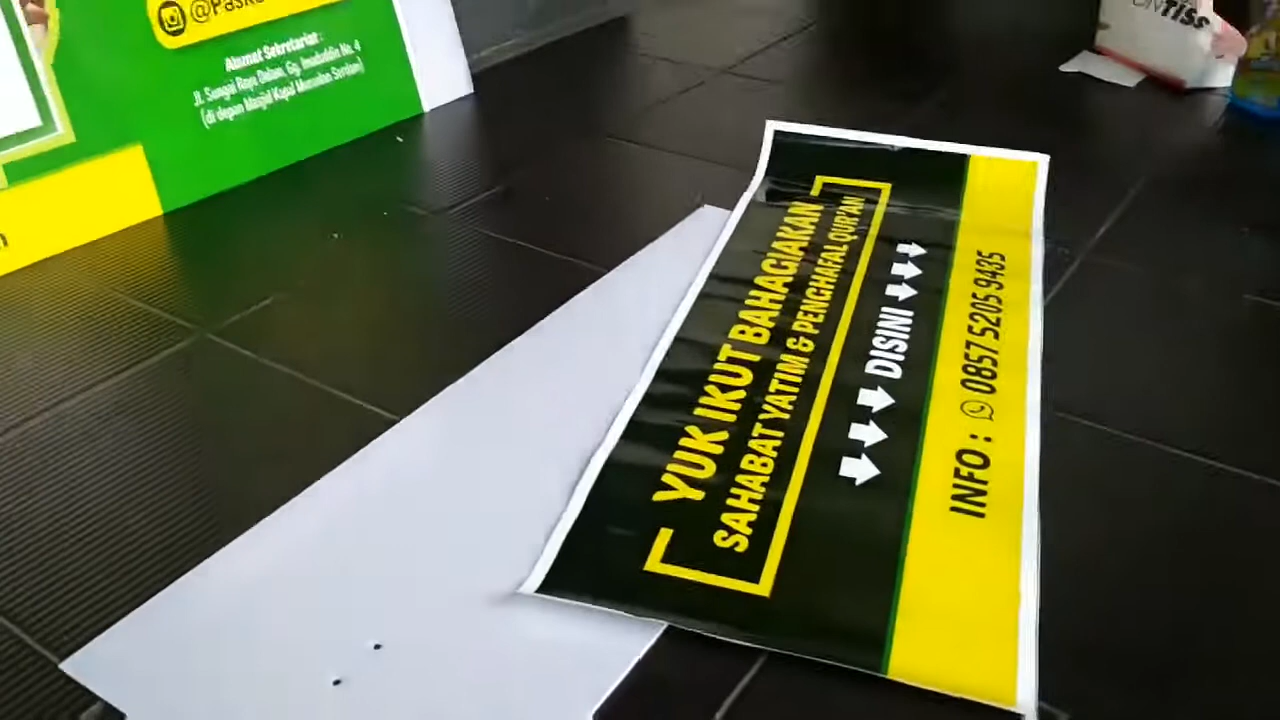 Alamat Sekretariat :
Jl. Sungai Raya Dalam, Gg. Imaduddin No. 4
(di depan Masjid Kapal Munzalan
YUK IKUT BAHAGIAKAN
SAHABAT YATIM & PENGHAFAL QUR'AN
DISINI
INFO : 0857 5205 9435